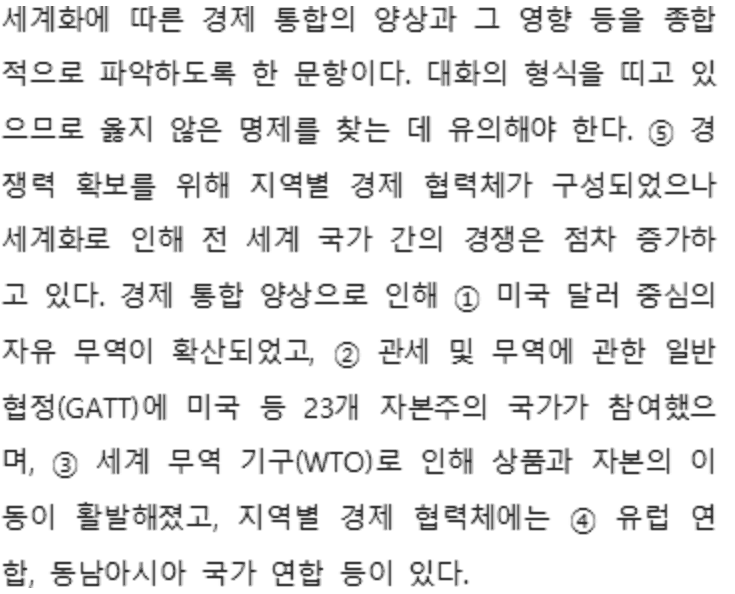 세계화에 따른 경제 통합의 양상과 그 영향 등을 종합
적으로 파악하도록 한 문항이다. 대화의 형식을 띠고 있
으므로 옳지 않은 명제를 찾는 데 유의해야 한다. ⑤ 경
쟁력 확보를 위해 지역별 경제 협력체가 구성되었으나
세계화로 인해 전 세계 국가 간의 경쟁은 점차 증가하
고 있다. 경제 통합 양상으로 인해 ① 미국 달러 중심의
자유 무역이 확산되었고, ② 관세 및 무역에 관한 일반
협정(GATT)에 미국 등 23개 자본주의 국가가 참여했으
며, ③ 세계 무역 기구(WTO)로 인해 상품과 자본의 이
동이 활발해졌고, 지역별 경제 협력체에는 ④ 유럽 연
합, 동남아시아 국가 연합 등이 있다.